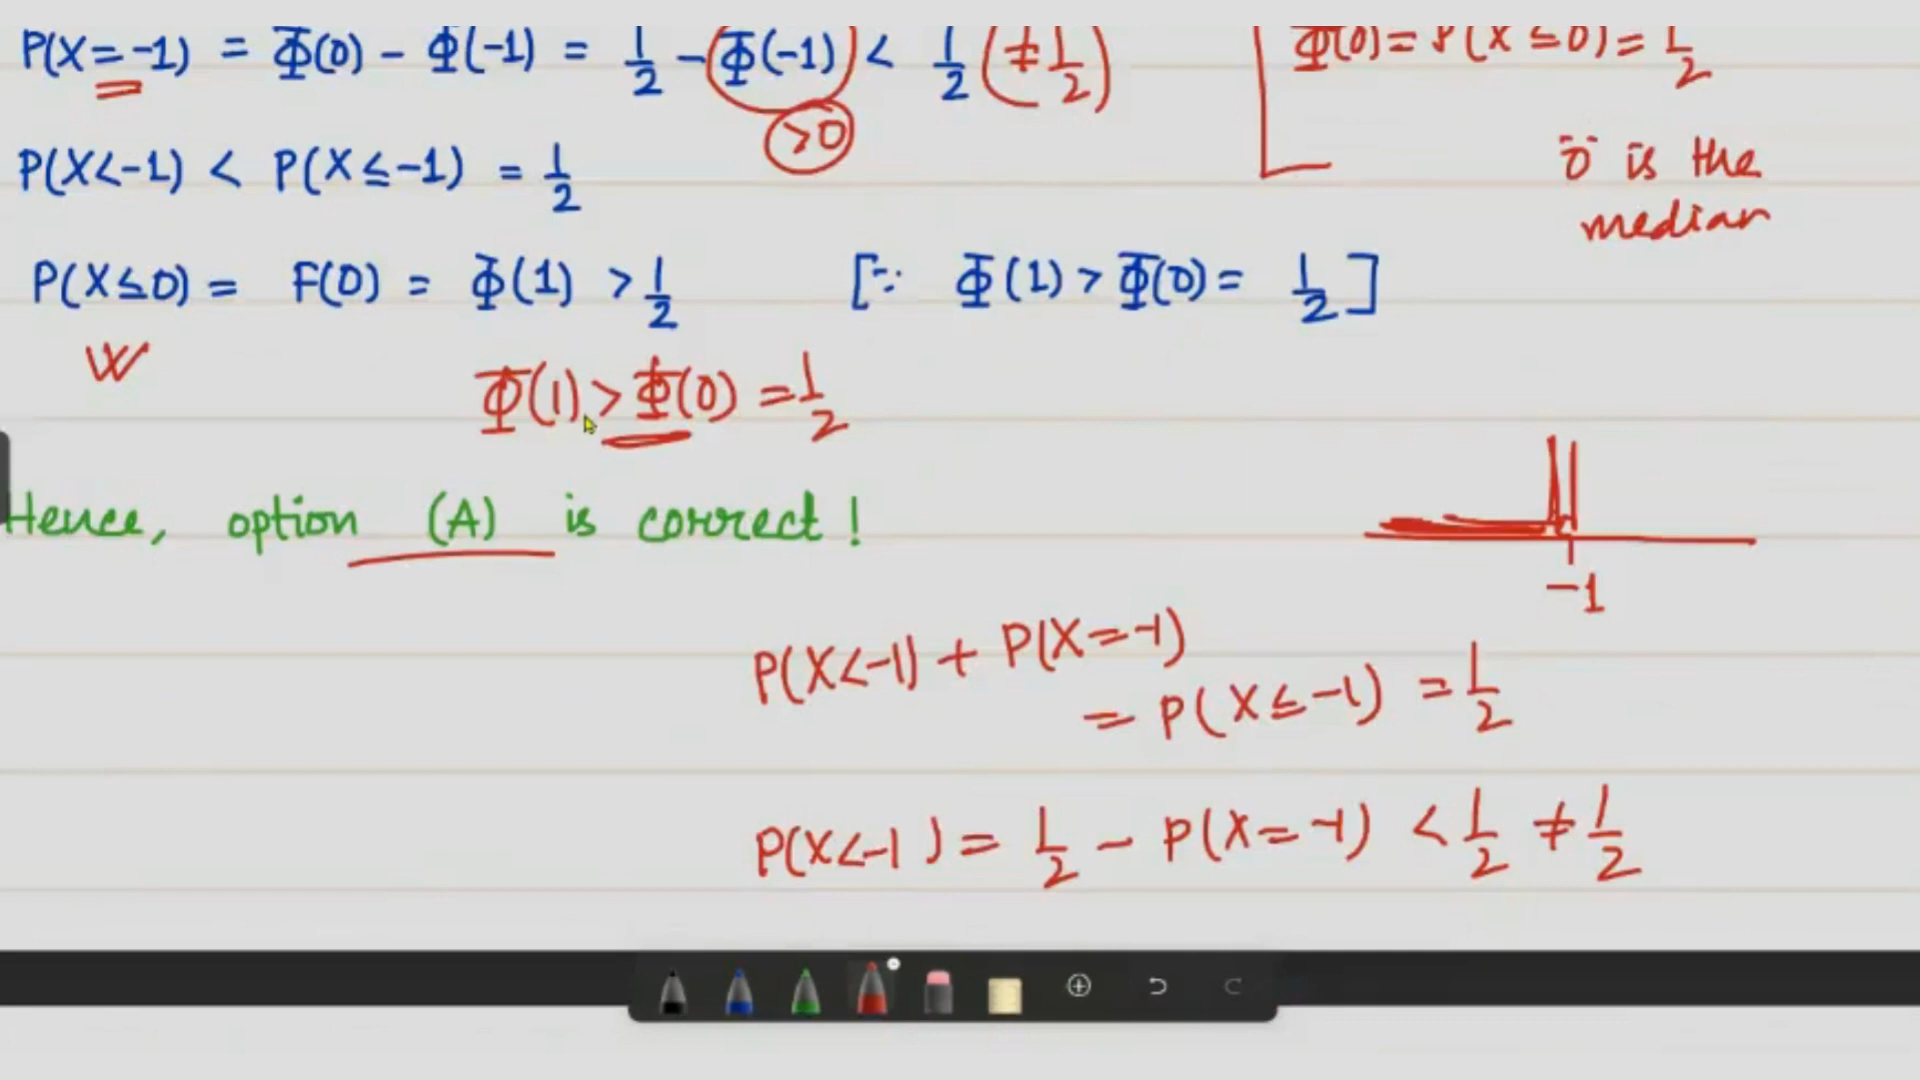 P(X=-1) = Φ(0) - Φ(-1) = 1/2 - Φ(-1) < 1/2 (≠ 1/2)
>0
Φ(0) = P(X ≤ 0) = 1/2
P(X<-1) < P(X ≤ -1) = 1/2
'0' is the
median
P(X≤0) = F(0) = Φ(1) > 1/2 [∵ Φ(1) > Φ(0) = 1/2]
Φ(1) > Φ(0) = 1/2
Hence, option (A) is correct!
-1
P(X<-1) + P(X=-1)
= P(X≤-1) = 1/2
P(X<-1) = 1/2 - P(X=-1) < 1/2 ≠ 1/2